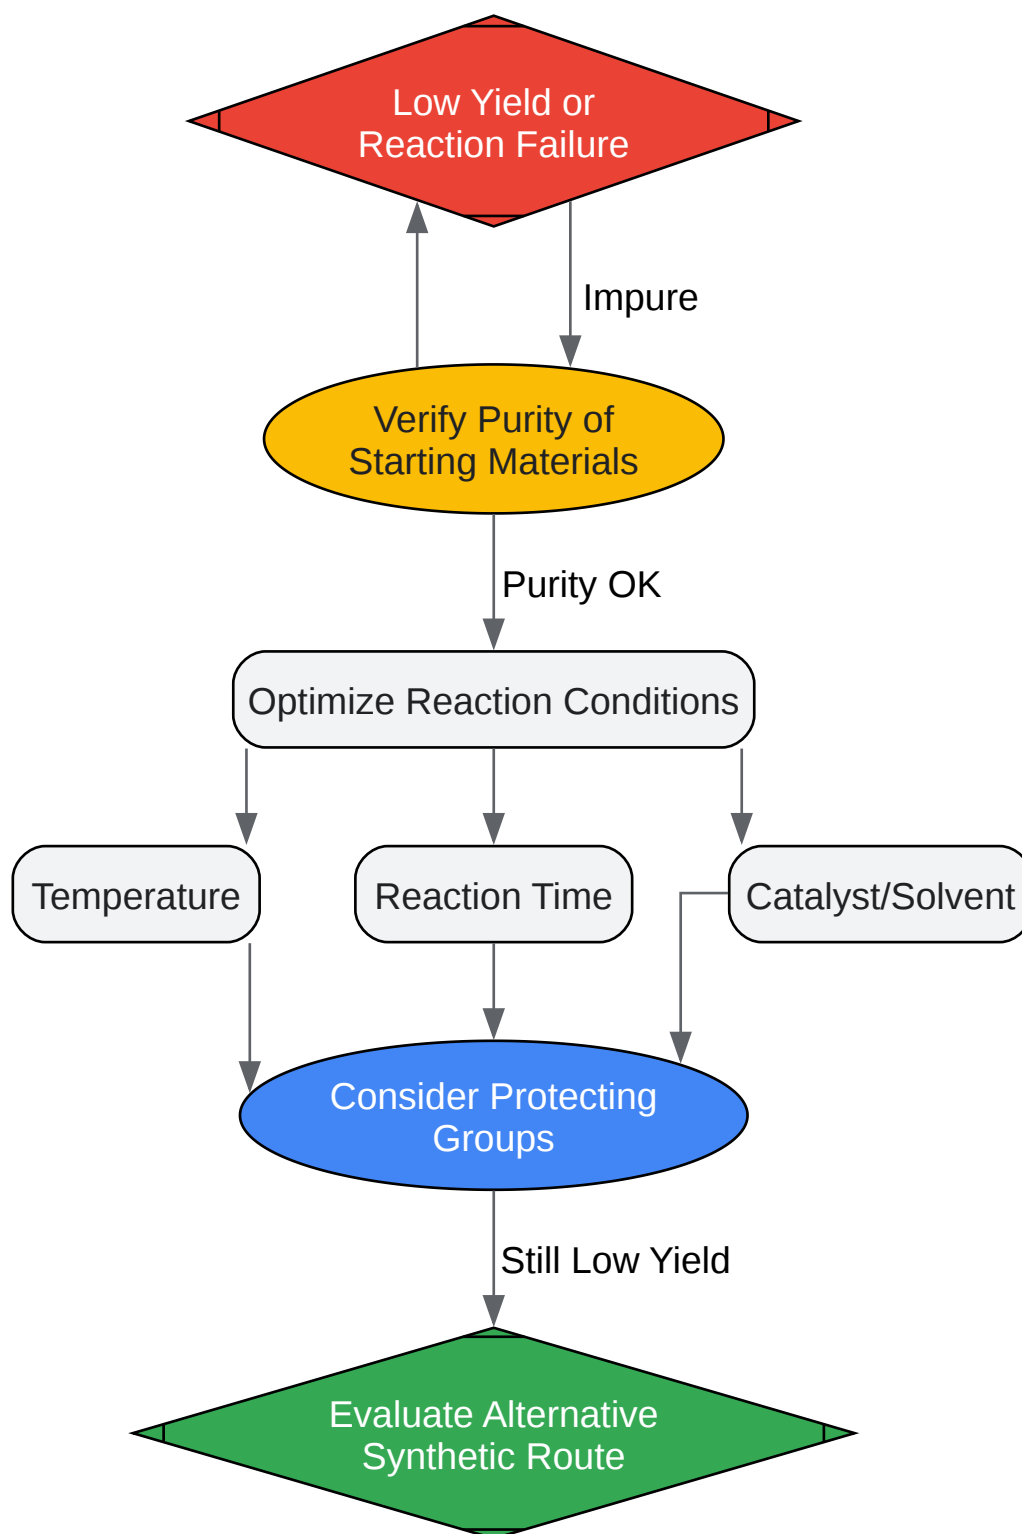 Low Yield or
Reaction Failure
Impure
Verify Purity of
Starting Materials
Purity OK
Optimize Reaction Conditions
Temperature
Reaction Time
Catalyst/Solvent
Consider Protecting
Groups
Still Low Yield
Evaluate Alternative
Synthetic Route